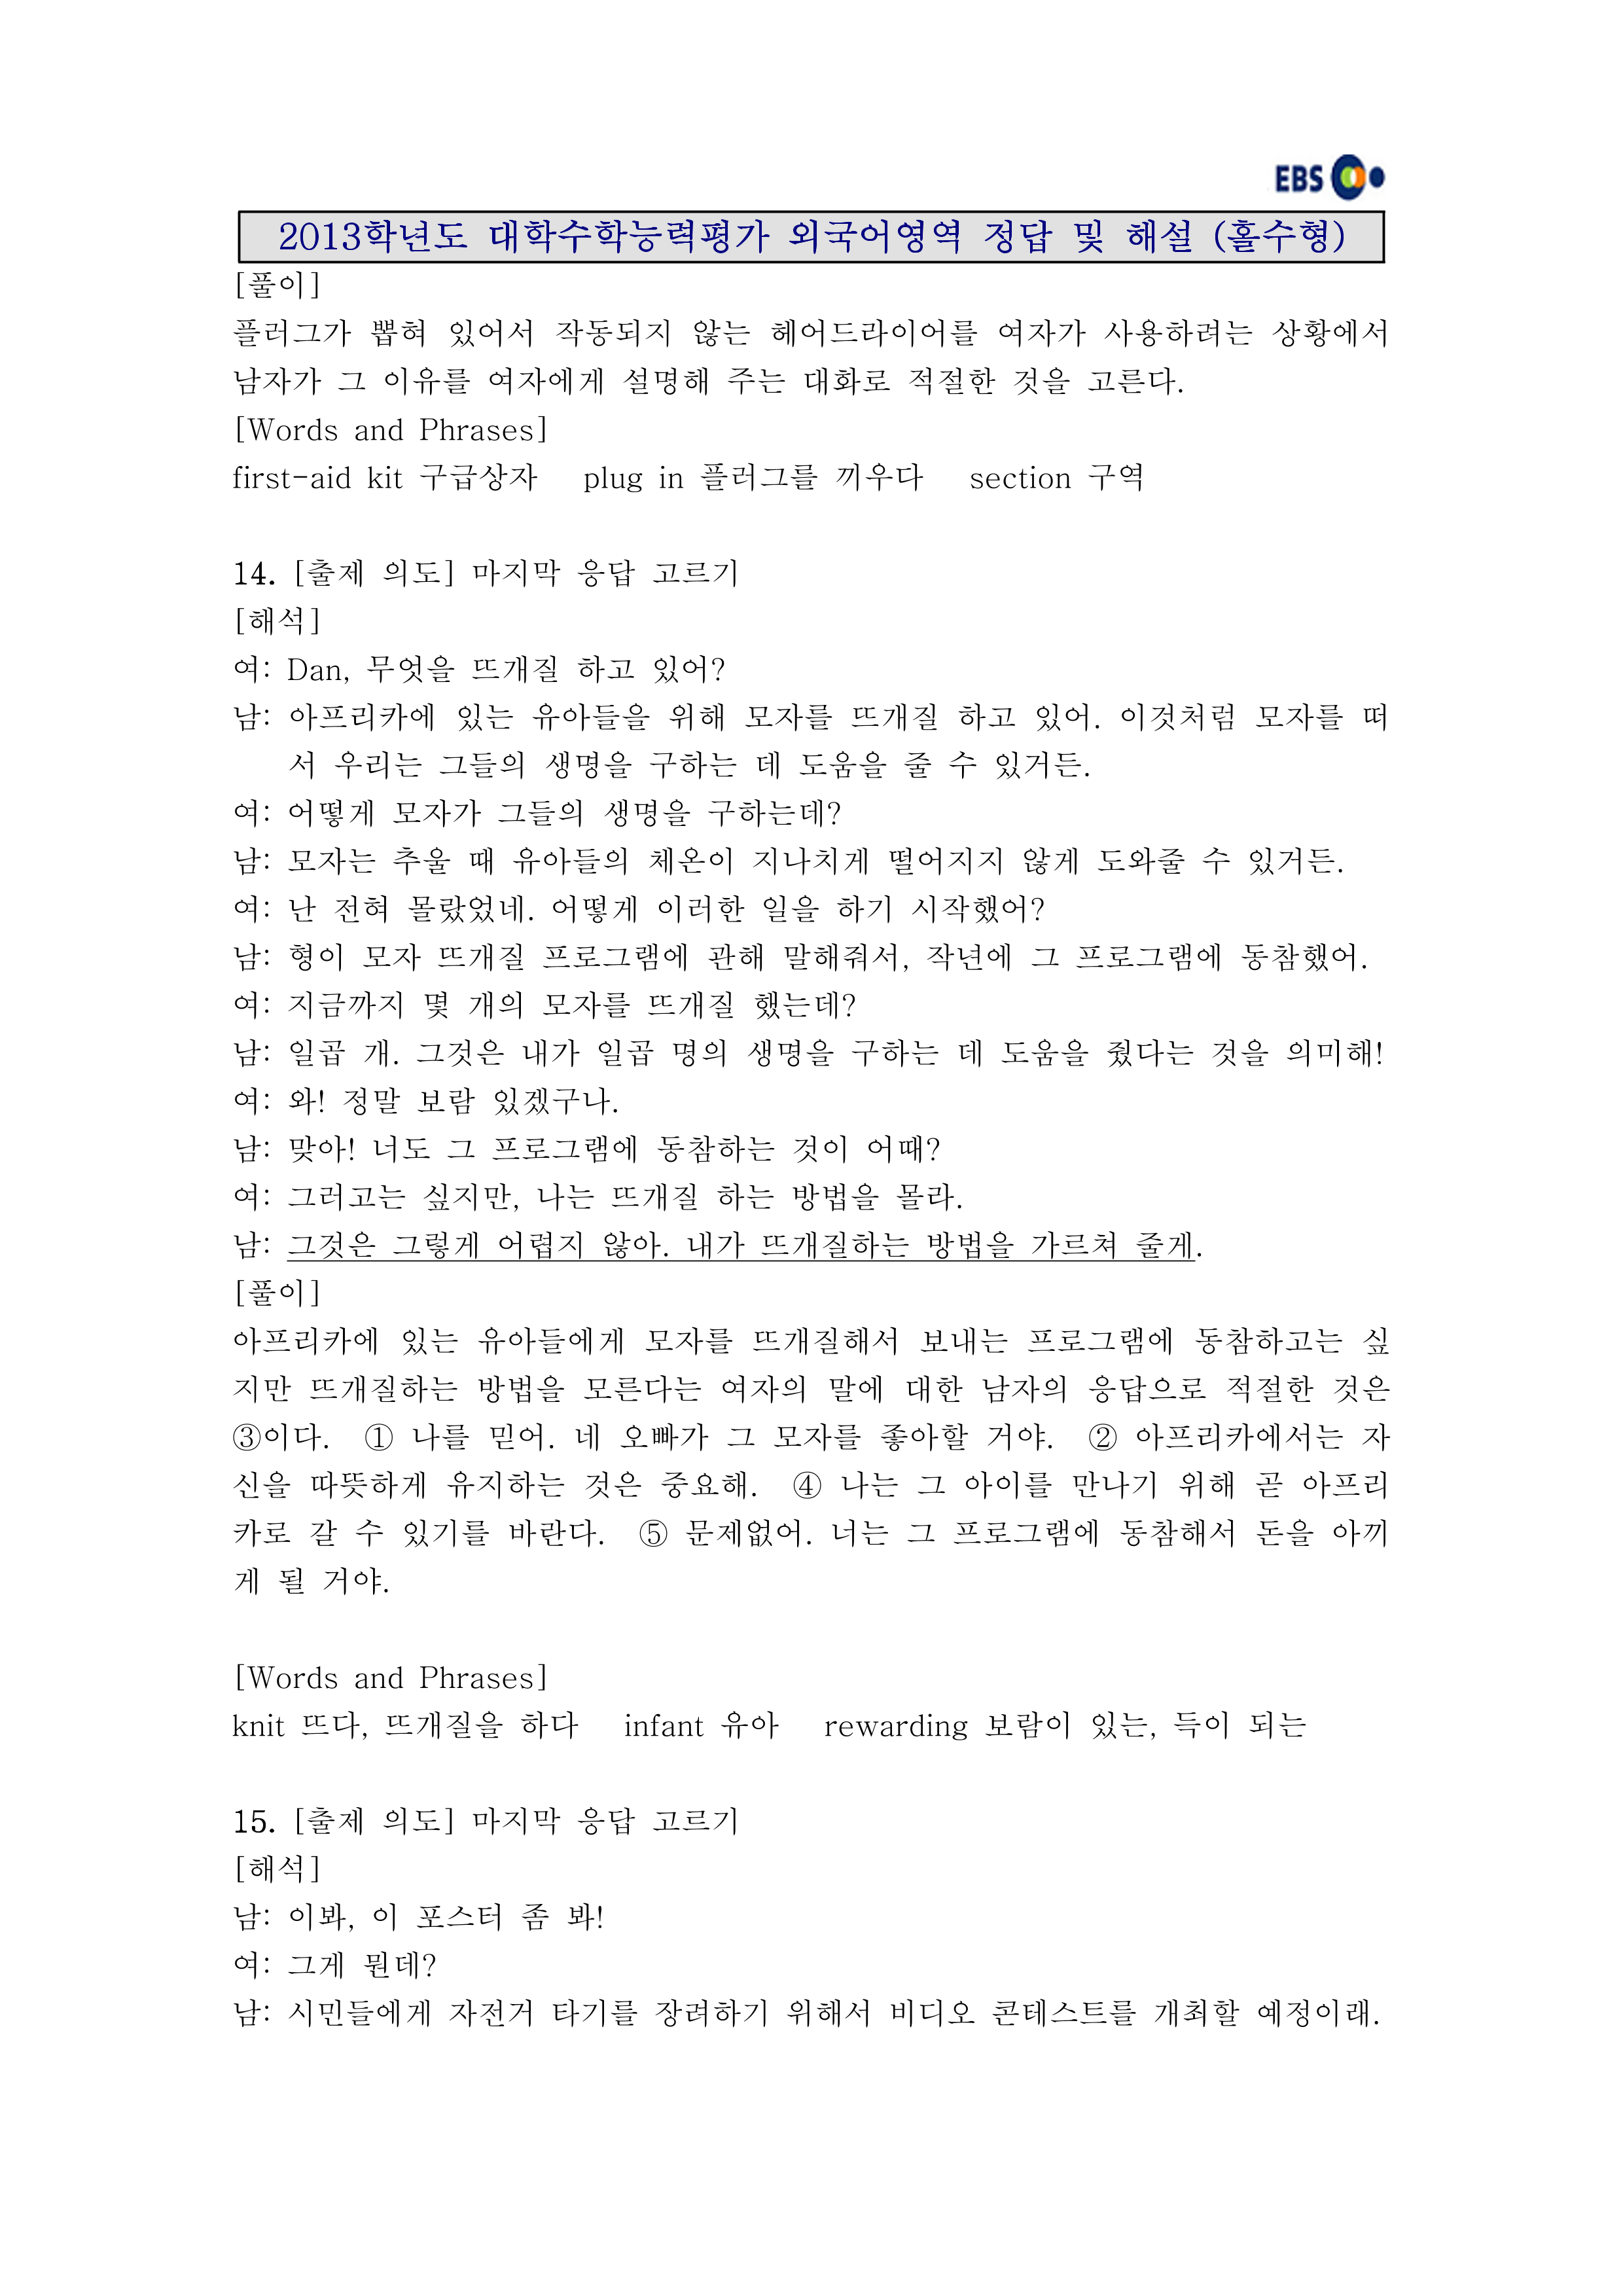 EBS
2013학년도 대학수학능력평가 외국어영역 정답 및 해설 (홀수형)
[풀이]
플러그가 뽑혀 있어서 작동되지 않는 헤어드라이어를 여자가 사용하려는 상황에서
남자가 그 이유를 여자에게 설명해 주는 대화로 적절한 것을 고른다.
[Words and Phrases]
first-aid kit 구급상자 plug in 플러그를 끼우다 section 구역
14. [출제 의도] 마지막 응답 고르기
[해석]
여: Dan, 무엇을 뜨개질 하고 있어?
남: 아프리카에 있는 유아들을 위해 모자를 뜨개질 하고 있어. 이것처럼 모자를 떠
서 우리는 그들의 생명을 구하는 데 도움을 줄 수 있거든.
여: 어떻게 모자가 그들의 생명을 구하는데?
남: 모자는 추울 때 유아들의 체온이 지나치게 떨어지지 않게 도와줄 수 있거든.
여: 난 전혀 몰랐었네. 어떻게 이러한 일을 하기 시작했어?
남: 형이 모자 뜨개질 프로그램에 관해 말해줘서, 작년에 그 프로그램에 동참했어.
여: 지금까지 몇 개의 모자를 뜨개질 했는데?
남: 일곱 개. 그것은 내가 일곱 명의 생명을 구하는 데 도움을 줬다는 것을 의미해!
여: 와! 정말 보람 있겠구나.
남: 맞아! 너도 그 프로그램에 동참하는 것이 어때?
여: 그러고는 싶지만, 나는 뜨개질 하는 방법을 몰라.
남: 그것은 그렇게 어렵지 않아. 내가 뜨개질하는 방법을 가르쳐 줄게.
[풀이]
아프리카에 있는 유아들에게 모자를 뜨개질해서 보내는 프로그램에 동참하고는 싶
지만 뜨개질하는 방법을 모른다는 여자의 말에 대한 남자의 응답으로 적절한 것은
③이다. ① 나를 믿어. 네 오빠가 그 모자를 좋아할 거야. ② 아프리카에서는 자
신을 따뜻하게 유지하는 것은 중요해. ④ 나는 그 아이를 만나기 위해 곧 아프리
카로 갈 수 있기를 바란다. ⑤ 문제없어. 너는 그 프로그램에 동참해서 돈을 아끼
게 될 거야.
[Words and Phrases]
knit 뜨다, 뜨개질을 하다 infant 유아 rewarding 보람이 있는, 득이 되는
15. [출제 의도] 마지막 응답 고르기
[해석]
남: 이봐, 이 포스터 좀 봐!
여: 그게 뭔데?
남: 시민들에게 자전거 타기를 장려하기 위해서 비디오 콘테스트를 개최할 예정이래.